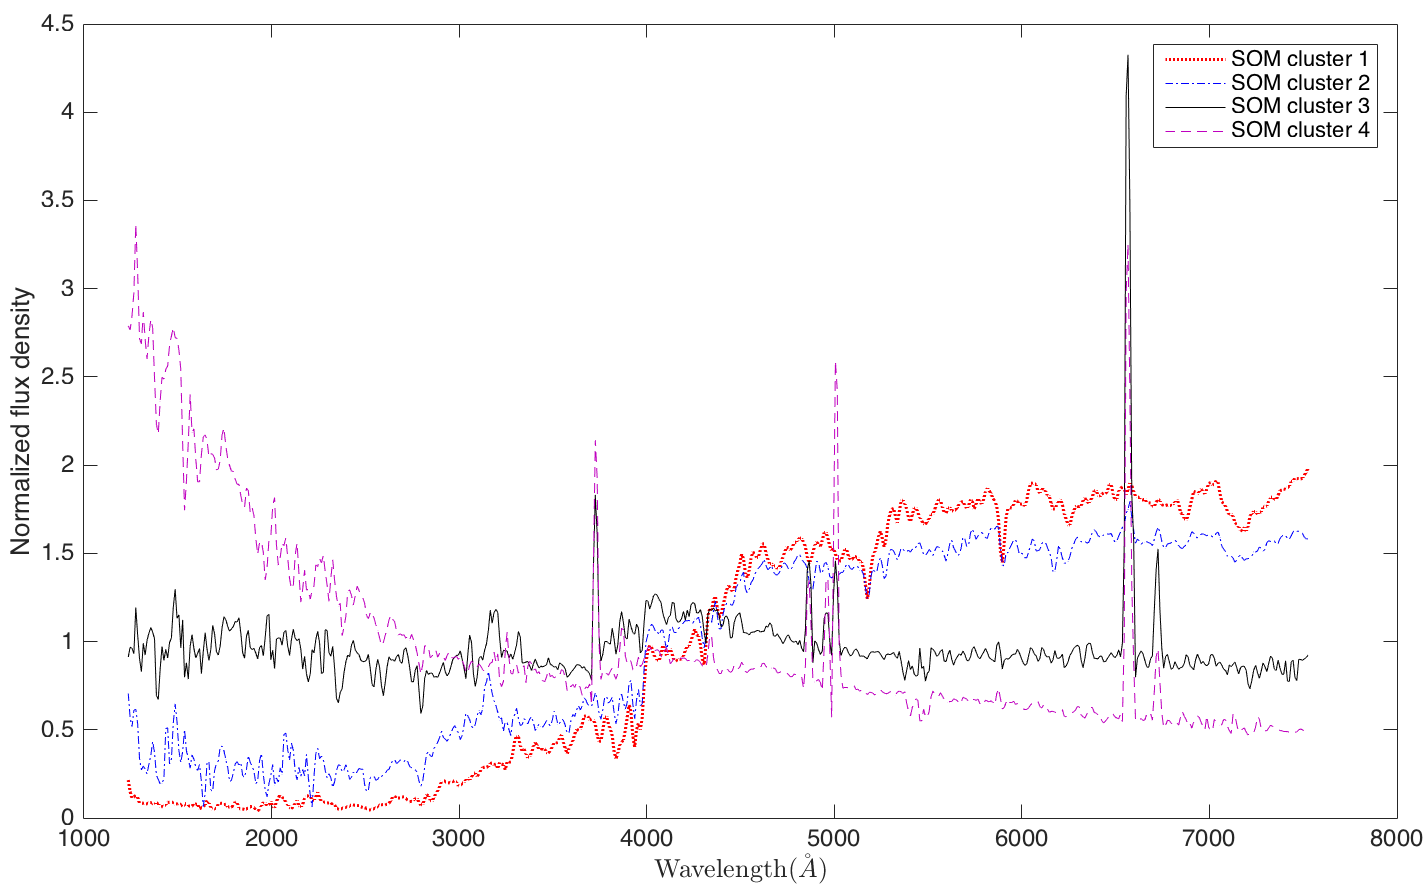 4.5
4
3.5
3
2.5
2
1.5
1
0.5
0
Normalized flux density
SOM cluster 1
SOM cluster 2
SOM cluster 3
SOM cluster 4
1000 2000 3000 4000 5000 6000 7000 8000
Wavelength(Å)